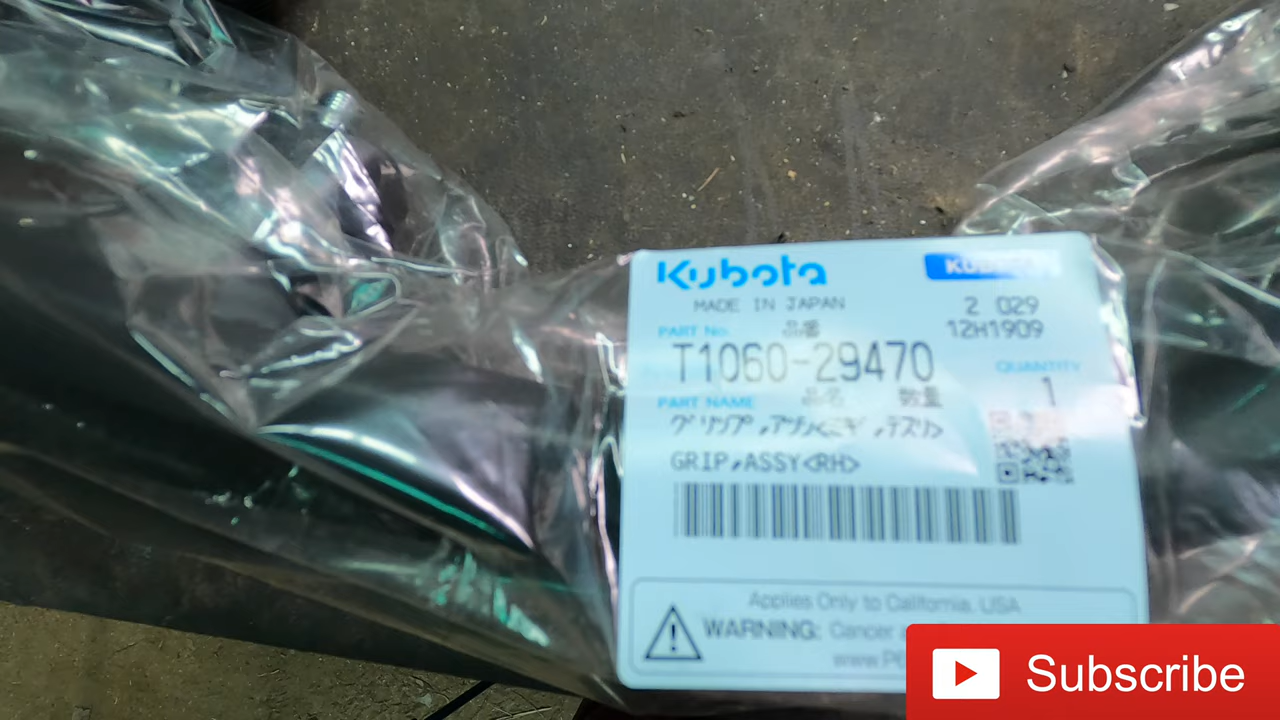 Kubota
MADE IN JAPAN
2 029
PART No. 品番
12H1909
T1060-29470
QUANTITY
PART NAME 品名 数量
1
GRIP,ASSY<RH>
Applies Only to California, USA
WARNING: Cancer
Subscribe